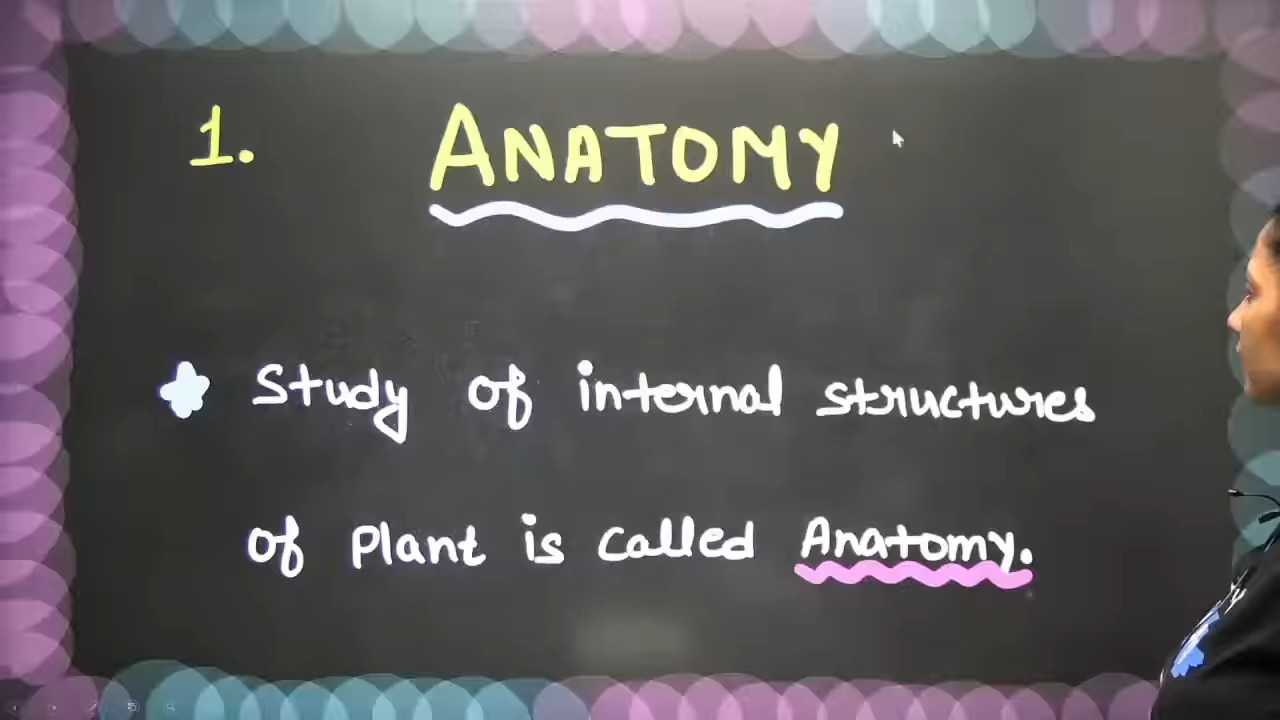 1. ANATOMY
Study of internal structures
of plant is called Anatomy.